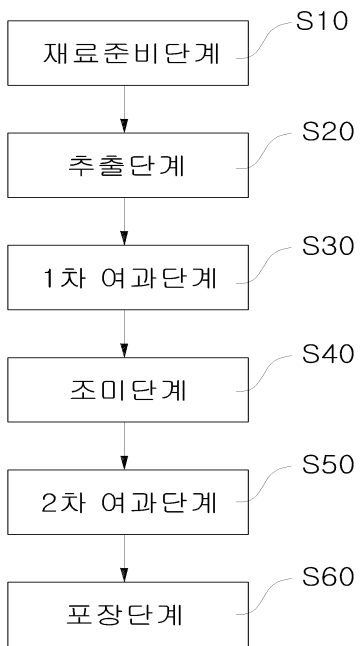 S10
재료준비단계
S20
추출단계
S30
1차 여과단계
S40
조미단계
S50
2차 여과단계
S60
포장단계